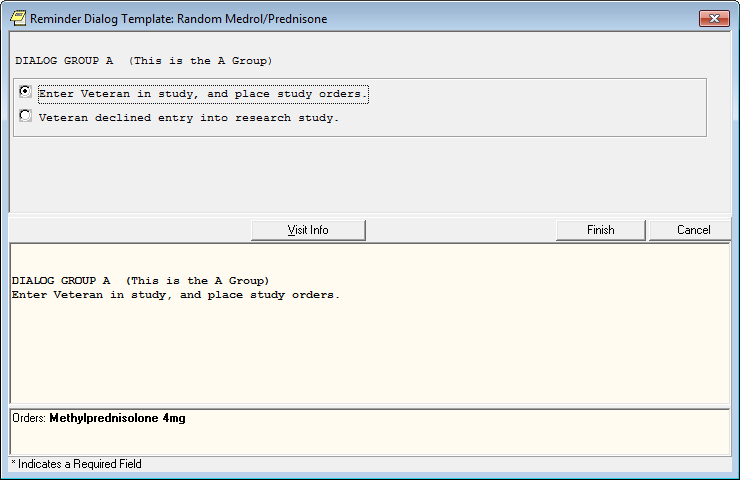 Reminder Dialog Template: Random Medrol/Prednisone
DIALOG GROUP A  (This is the A Group)
Enter Veteran in study, and place study orders.
Veteran declined entry into research study.
Visit Info
Finish
Cancel
DIALOG GROUP A  (This is the A Group)
Enter Veteran in study, and place study orders.
Orders: Methylprednisolone 4mg
* Indicates a Required Field